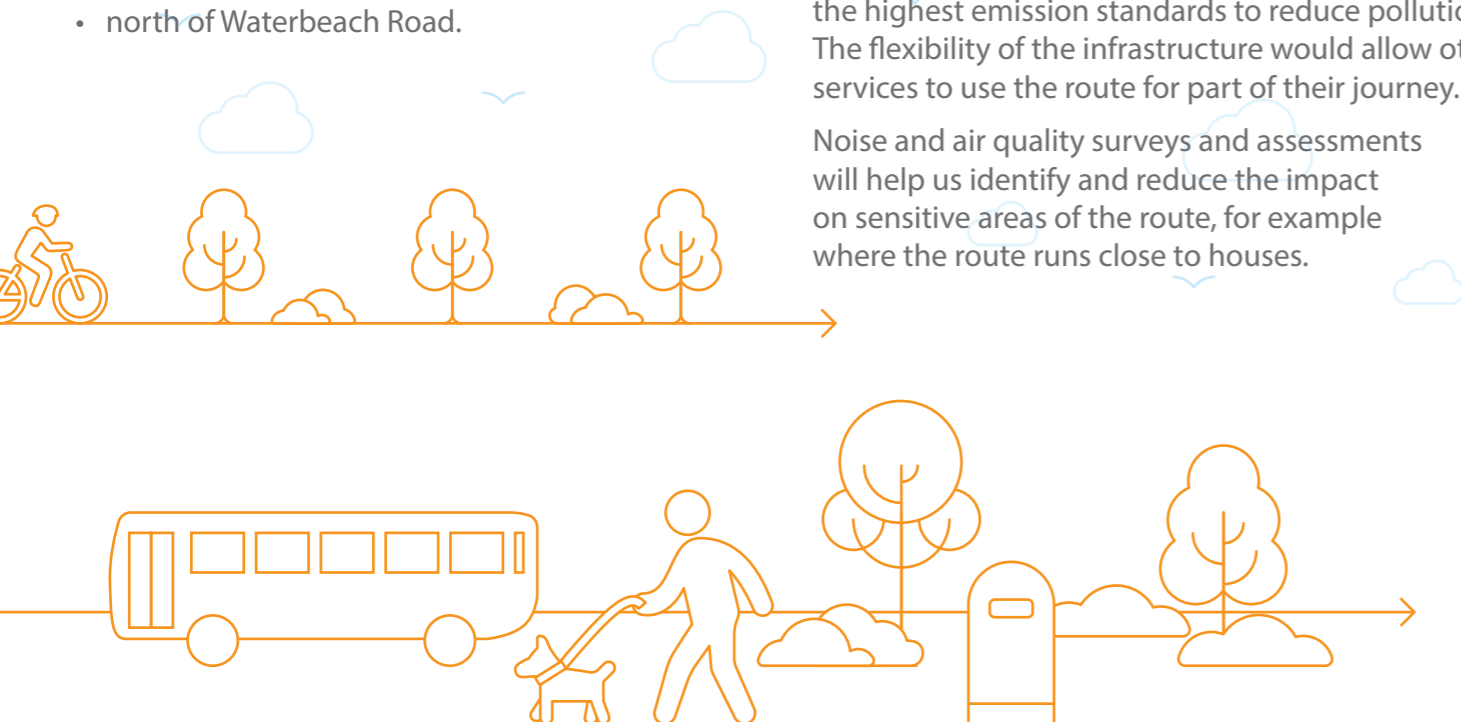 • north of Waterbeach Road.
the highest emission standards to reduce
The flexibility of the infrastructure would allow
services to use the route for part of their journey.
Noise and air quality surveys and assessments
will help us identify and reduce the impact
on sensitive areas of the route, for example
where the route runs close to houses.